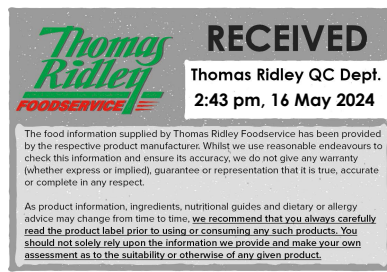 Thomas
Ridley
FOODSERVICE
RECEIVED
Thomas Ridley QC Dept.
2:43 pm, 16 May 2024
The food information supplied by Thomas Ridley Foodservice has been provided
by the respective product manufacturer. Whilst we use reasonable endeavours to
check this information and ensure its accuracy, we do not give any warranty
(whether express or implied), guarantee or representation that it is true, accurate
or complete in any respect.
As product information, ingredients, nutritional guides and dietary or allergy
advice may change from time to time, we recommend that you always carefully
read the product label prior to using or consuming any such products. You
should not solely rely upon the information we provide and make your own
assessment as to the suitability or otherwise of any given product.